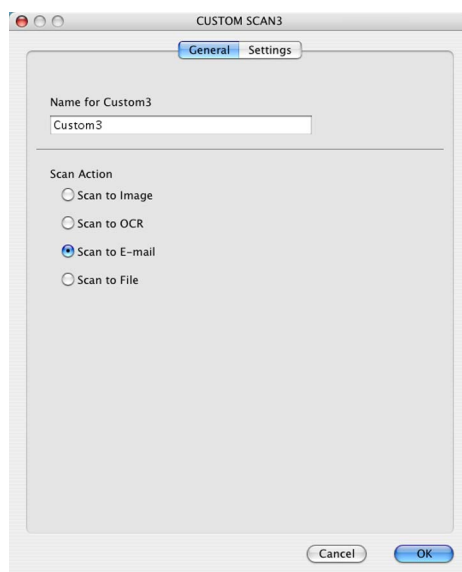 CUSTOM SCAN3
General Settings
Name for Custom3
Custom3
Scan Action
Scan to Image
Scan to OCR
Scan to E-mail
Scan to File
Cancel OK